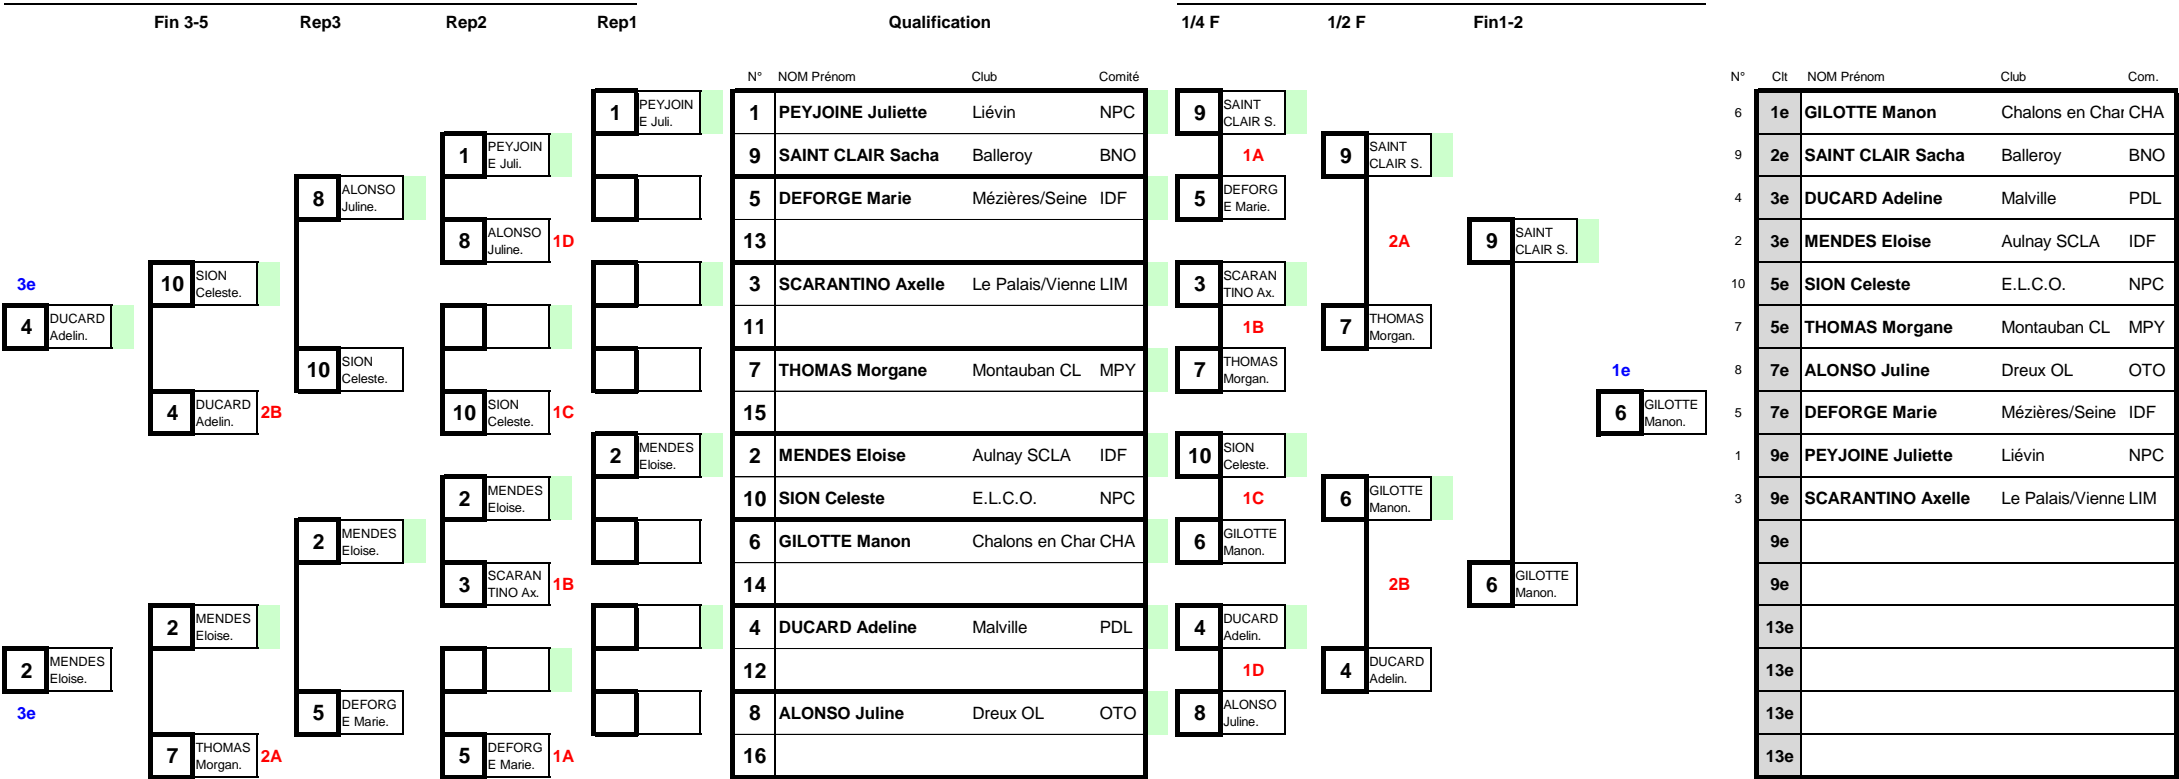 Fin 3-5 Rep3 Rep2 Rep1 Qualification 1/4 F 1/2 F Fin1-2
N° NOM Prénom Club Comité N° Clt NOM Prénom Club Com.
1 PEYJOIN E Juli. 1 PEYJOINE Juliette Liévin NPC 9 SAINT CLAIR S. 6 1e GILOTTE Manon Chalons en Char CHA
1 PEYJOIN E Juli. 9 SAINT CLAIR Sacha Balleroy BNO 1A 9 SAINT CLAIR S. 9 2e SAINT CLAIR Sacha Balleroy BNO
8 ALONSO Juline. 5 DEFORGE Marie Mézières/Seine IDF 5 DEFORG E Marie. 4 3e DUCARD Adeline Malville PDL
8 ALONSO Juline. 1D 13 2A 9 SAINT CLAIR S. 2 3e MENDES Eloise Aulnay SCLA IDF
3e 10 SION Celeste. 3 SCARANTINO Axelle Le Palais/Vienne LIM 3 SCARAN TINO Ax. 10 5e SION Celeste E.L.C.O. NPC
4 DUCARD Adelin. 11 1B 7 THOMAS Morgan. 7 5e THOMAS Morgane Montauban CL MPY
10 SION Celeste. 7 THOMAS Morgane Montauban CL MPY 7 THOMAS Morgan. 1e 8 7e ALONSO Juline Dreux OL OTO
4 DUCARD Adelin. 2B 10 SION Celeste. 1C 15 6 GILOTTE Manon. 5 7e DEFORGE Marie Mézières/Seine IDF
2 MENDES Eloise. 2 MENDES Eloise Aulnay SCLA IDF 10 SION Celeste. 1 9e PEYJOINE Juliette Liévin NPC
2 MENDES Eloise. 10 SION Celeste E.L.C.O. NPC 1C 6 GILOTTE Manon. 3 9e SCARANTINO Axelle Le Palais/Vienne LIM
2 MENDES Eloise. 6 GILOTTE Manon Chalons en Char CHA 6 GILOTTE Manon. 9e
3 SCARAN TINO Ax. 1B 14 2B 6 GILOTTE Manon. 9e
2 MENDES Eloise. 4 DUCARD Adeline Malville PDL 4 DUCARD Adelin. 13e
2 MENDES Eloise. 12 1D 4 DUCARD Adelin. 13e
3e 5 DEFORG E Marie. 8 ALONSO Juline Dreux OL OTO 8 ALONSO Juline. 13e
7 THOMAS Morgan. 2A 5 DEFORG E Marie. 1A 16 13e